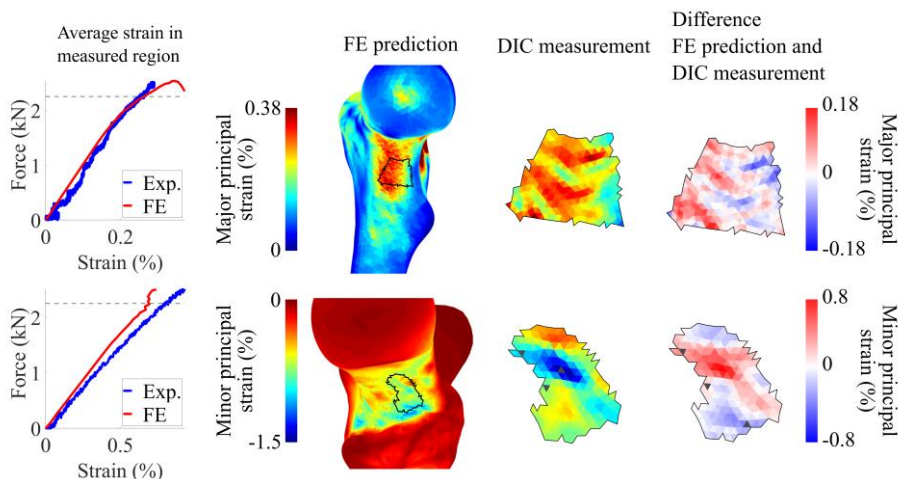 Average strain in
measured region
FE prediction
DIC measurement
Difference
FE prediction and
DIC measurement
Force (kN)
2
1
0
0
0.2
Strain (%)
Exp.
FE
Major principal
strain (%)
0.38
0
0.18
0
-0.18
Major principal
strain (%)
Force (kN)
2
1
0
0
0.5
Strain (%)
Exp.
FE
Minor principal
strain (%)
0
-1.5
0.8
0
-0.8
Minor principal
strain (%)